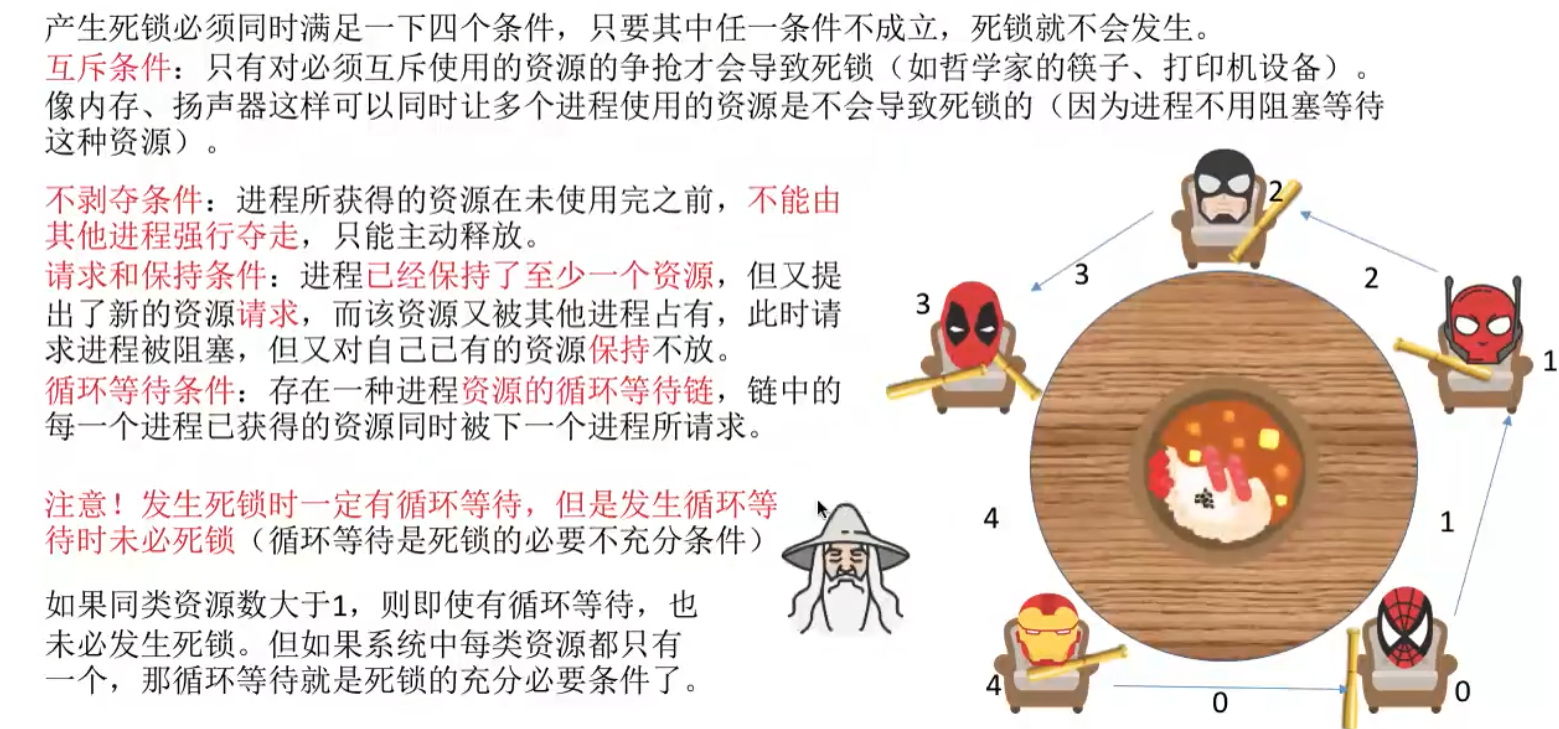 产生死锁必须同时满足一下四个条件，只要其中任一条件不成立，死锁就不会发生。
互斥条件：只有对必须互斥使用的资源的争抢才会导致死锁（如哲学家的筷子、打印机设备）。
像内存、扬声器这样可以同时让多个进程使用的资源是不会导致死锁的（因为进程不用阻塞等待
这种资源）。
不剥夺条件：进程所获得的资源在未使用完之前，不能由
其他进程强行夺走，只能主动释放。
请求和保持条件：进程已经保持了至少一个资源，但又提
出了新的资源请求，而该资源又被其他进程占有，此时请
求进程被阻塞，但又对自己已有的资源保持不放。
循环等待条件：存在一种进程资源的循环等待链，链中的
每一个进程已获得的资源同时被下一个进程所请求。
注意！发生死锁时一定有循环等待，但是发生循环等
待时未必死锁（循环等待是死锁的必要不充分条件）
如果同类资源数大于1，则即使有循环等待，也
未必发生死锁。但如果系统中每类资源都只有
一个，那循环等待就是死锁的充分必要条件了。
2
3
2
3
1
4
1
4
0
0